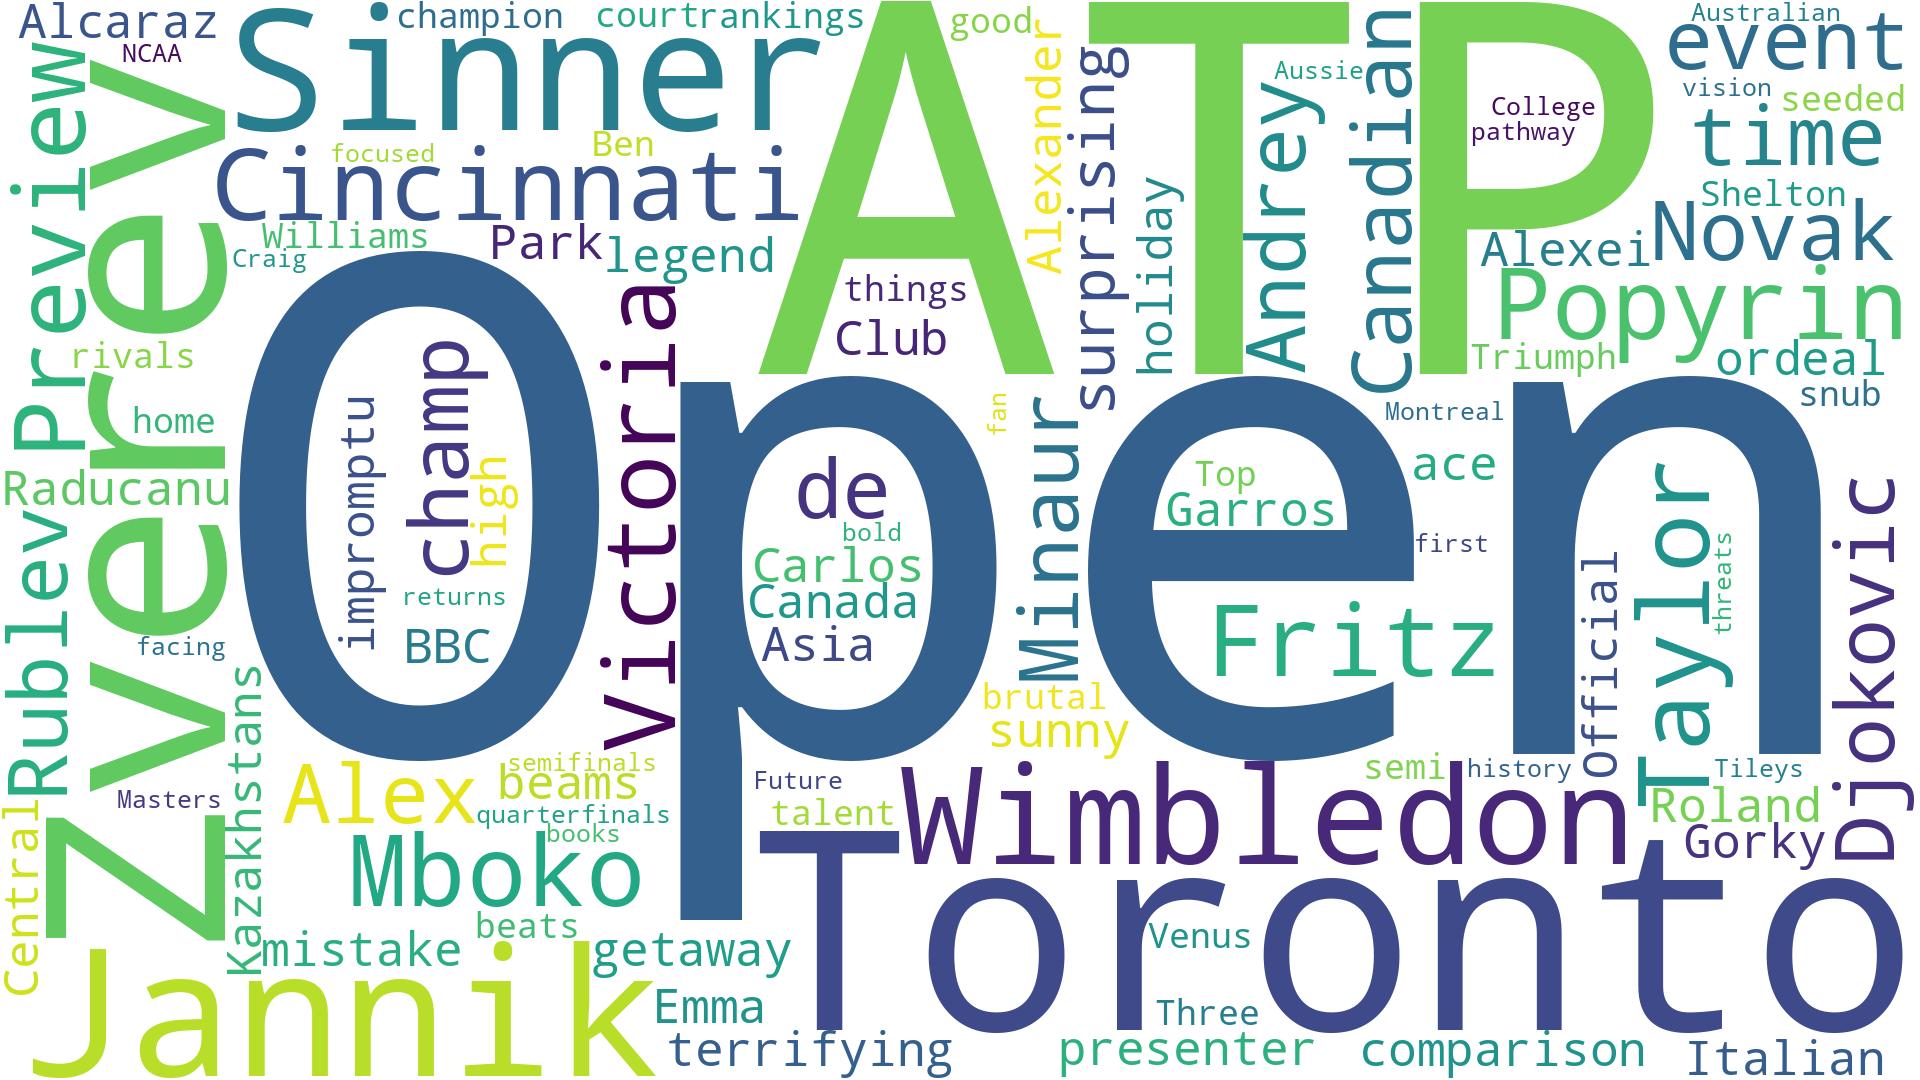 Alcaraz
NCAA
Sinner
champion
court
rankings
good
ATP
Australian
event
vision
seeded
time
Aussie
College
pathway
Alexander
surprising
Andrey
Canadian
holiday
Preview
Zverev
focused
Ben
Cincinnati
Williams
Craig
Park
legend
Shelton
Novak
Alexei
Popyrin
things
Club
Triumph
ordeal
snub
rivals
home
Open
impromptu
champ
high
Victoria
returns
BBC
de
bold
Carlos
Canada
Asia
fan
Minaur
Montreal
ace
Top
Garros
first
Fritz
official
Taylor
threats
Djokovic
Raducanu
Rublev
facing
Masters
Kazakhstans
Central
brutal
sunny
semifinals
Alex
beams
quarterfinals
books
Mboko
Future
talent
Wimbledon
semi
history
Tileys
Roland
Gorky
beats
mistake
getaway
Toronto
Venus
Three
Jannik
Emma
terrifying
presenter
comparison
Italian